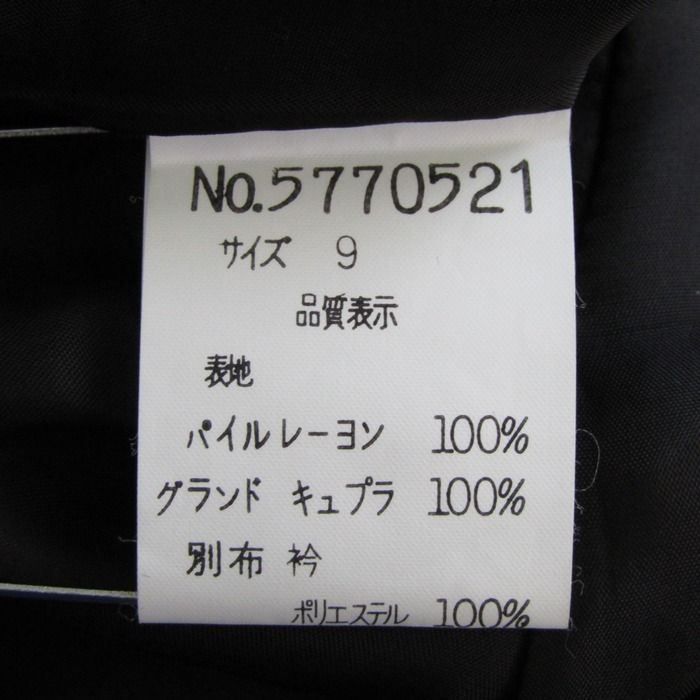 No.5770521
サイズ 9
品質表示
表地
パイルレーヨン 100%
グランド キュプラ 100%
別布 衿
ポリエステル 100%